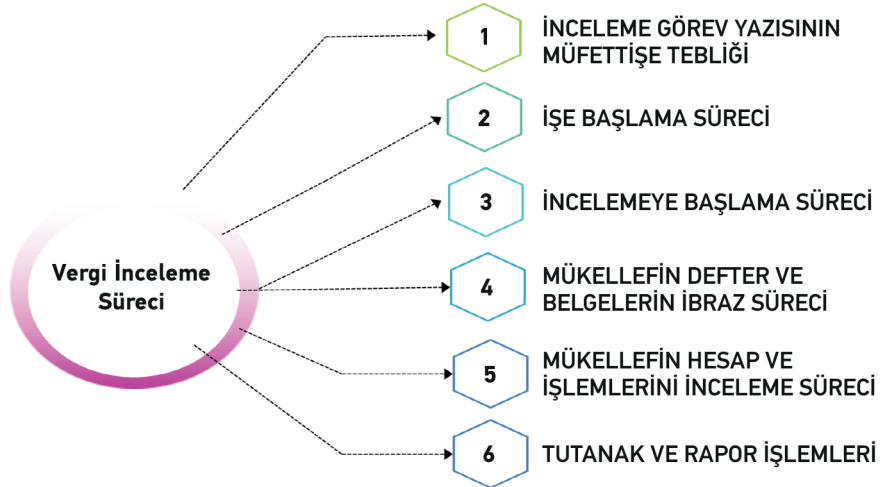 Vergi İnceleme
Süreci
1
İNCELEME GÖREV YAZISININ
MÜFETTİŞE TEBLİĞİ
2
İŞE BAŞLAMA SÜRECİ
3
İNCELEMEYE BAŞLAMA SÜRECİ
4
MÜKELLEFİN DEFTER VE
BELGELERİN İBRAZ SÜRECİ
5
MÜKELLEFİN HESAP VE
İŞLEMLERİNİ İNCELEME SÜRECİ
6
TUTANAK VE RAPOR İŞLEMLERİ